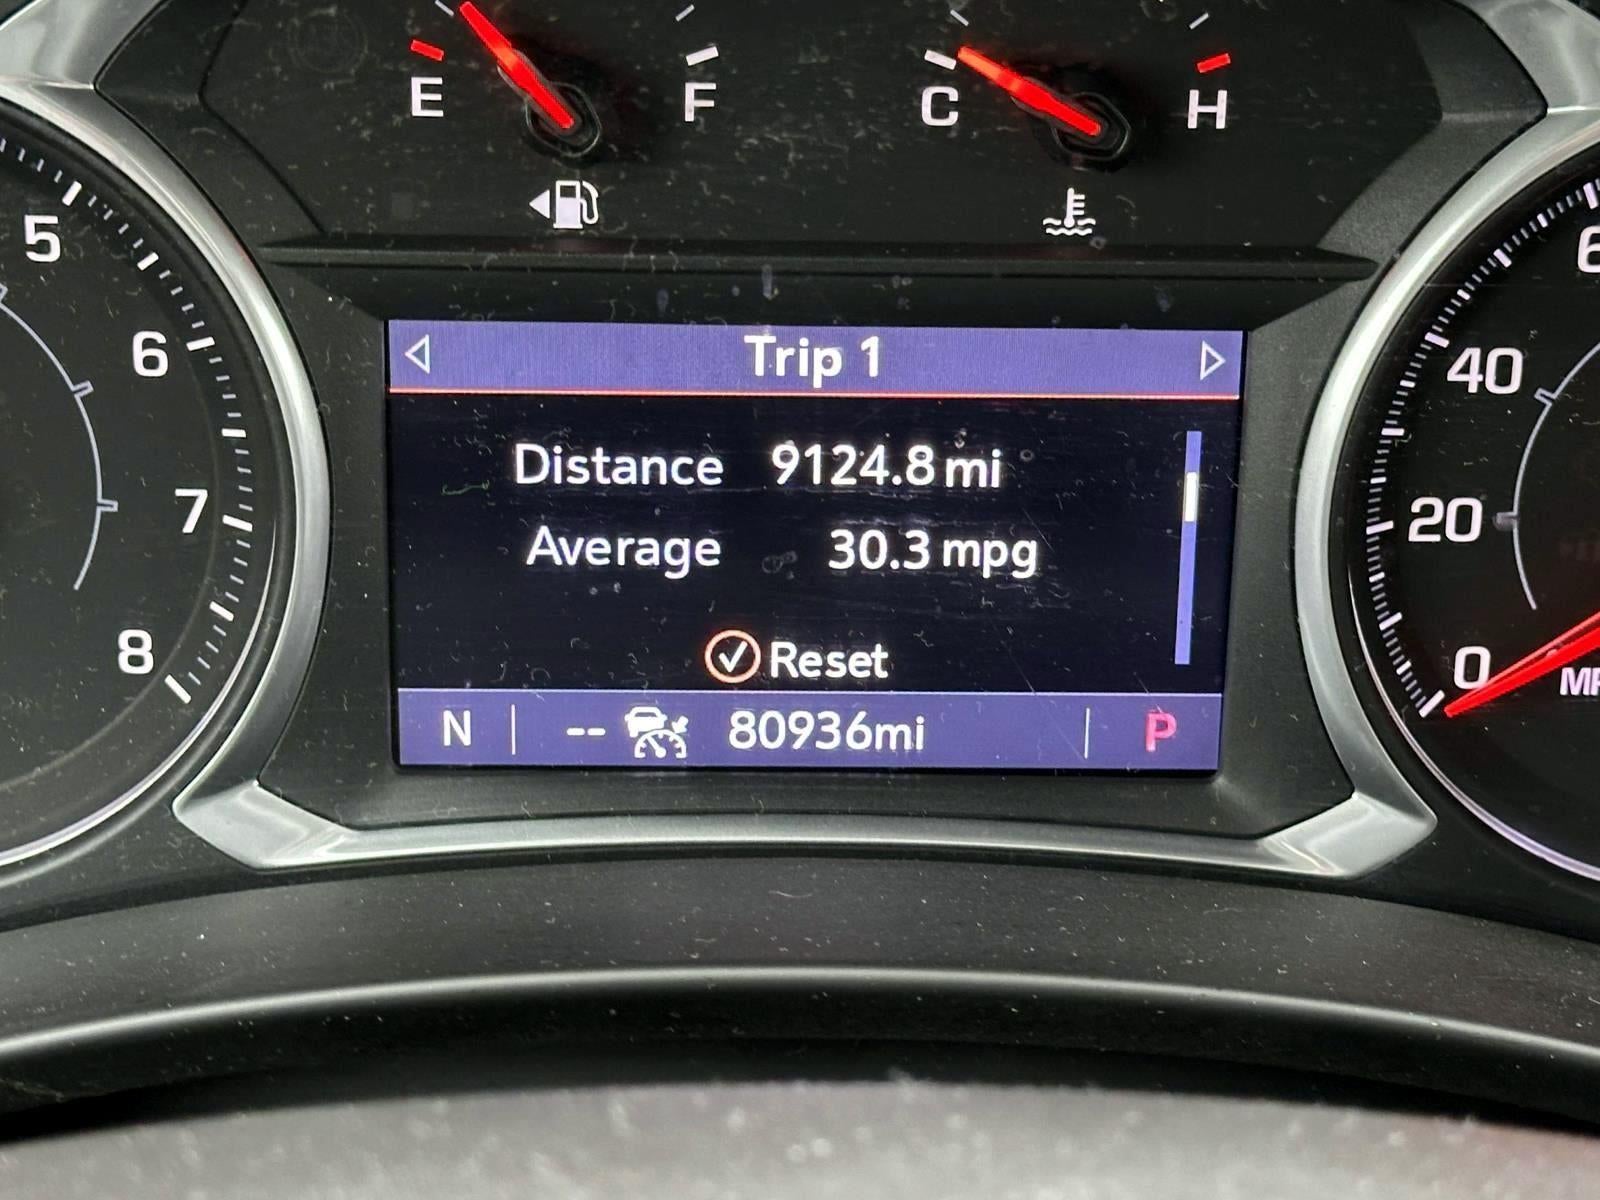 E F C H
5
6
7
8
40
20
0
Trip 1
Distance 9124.8 mi
Average 30.3 mpg
Reset
N -- 80936mi P